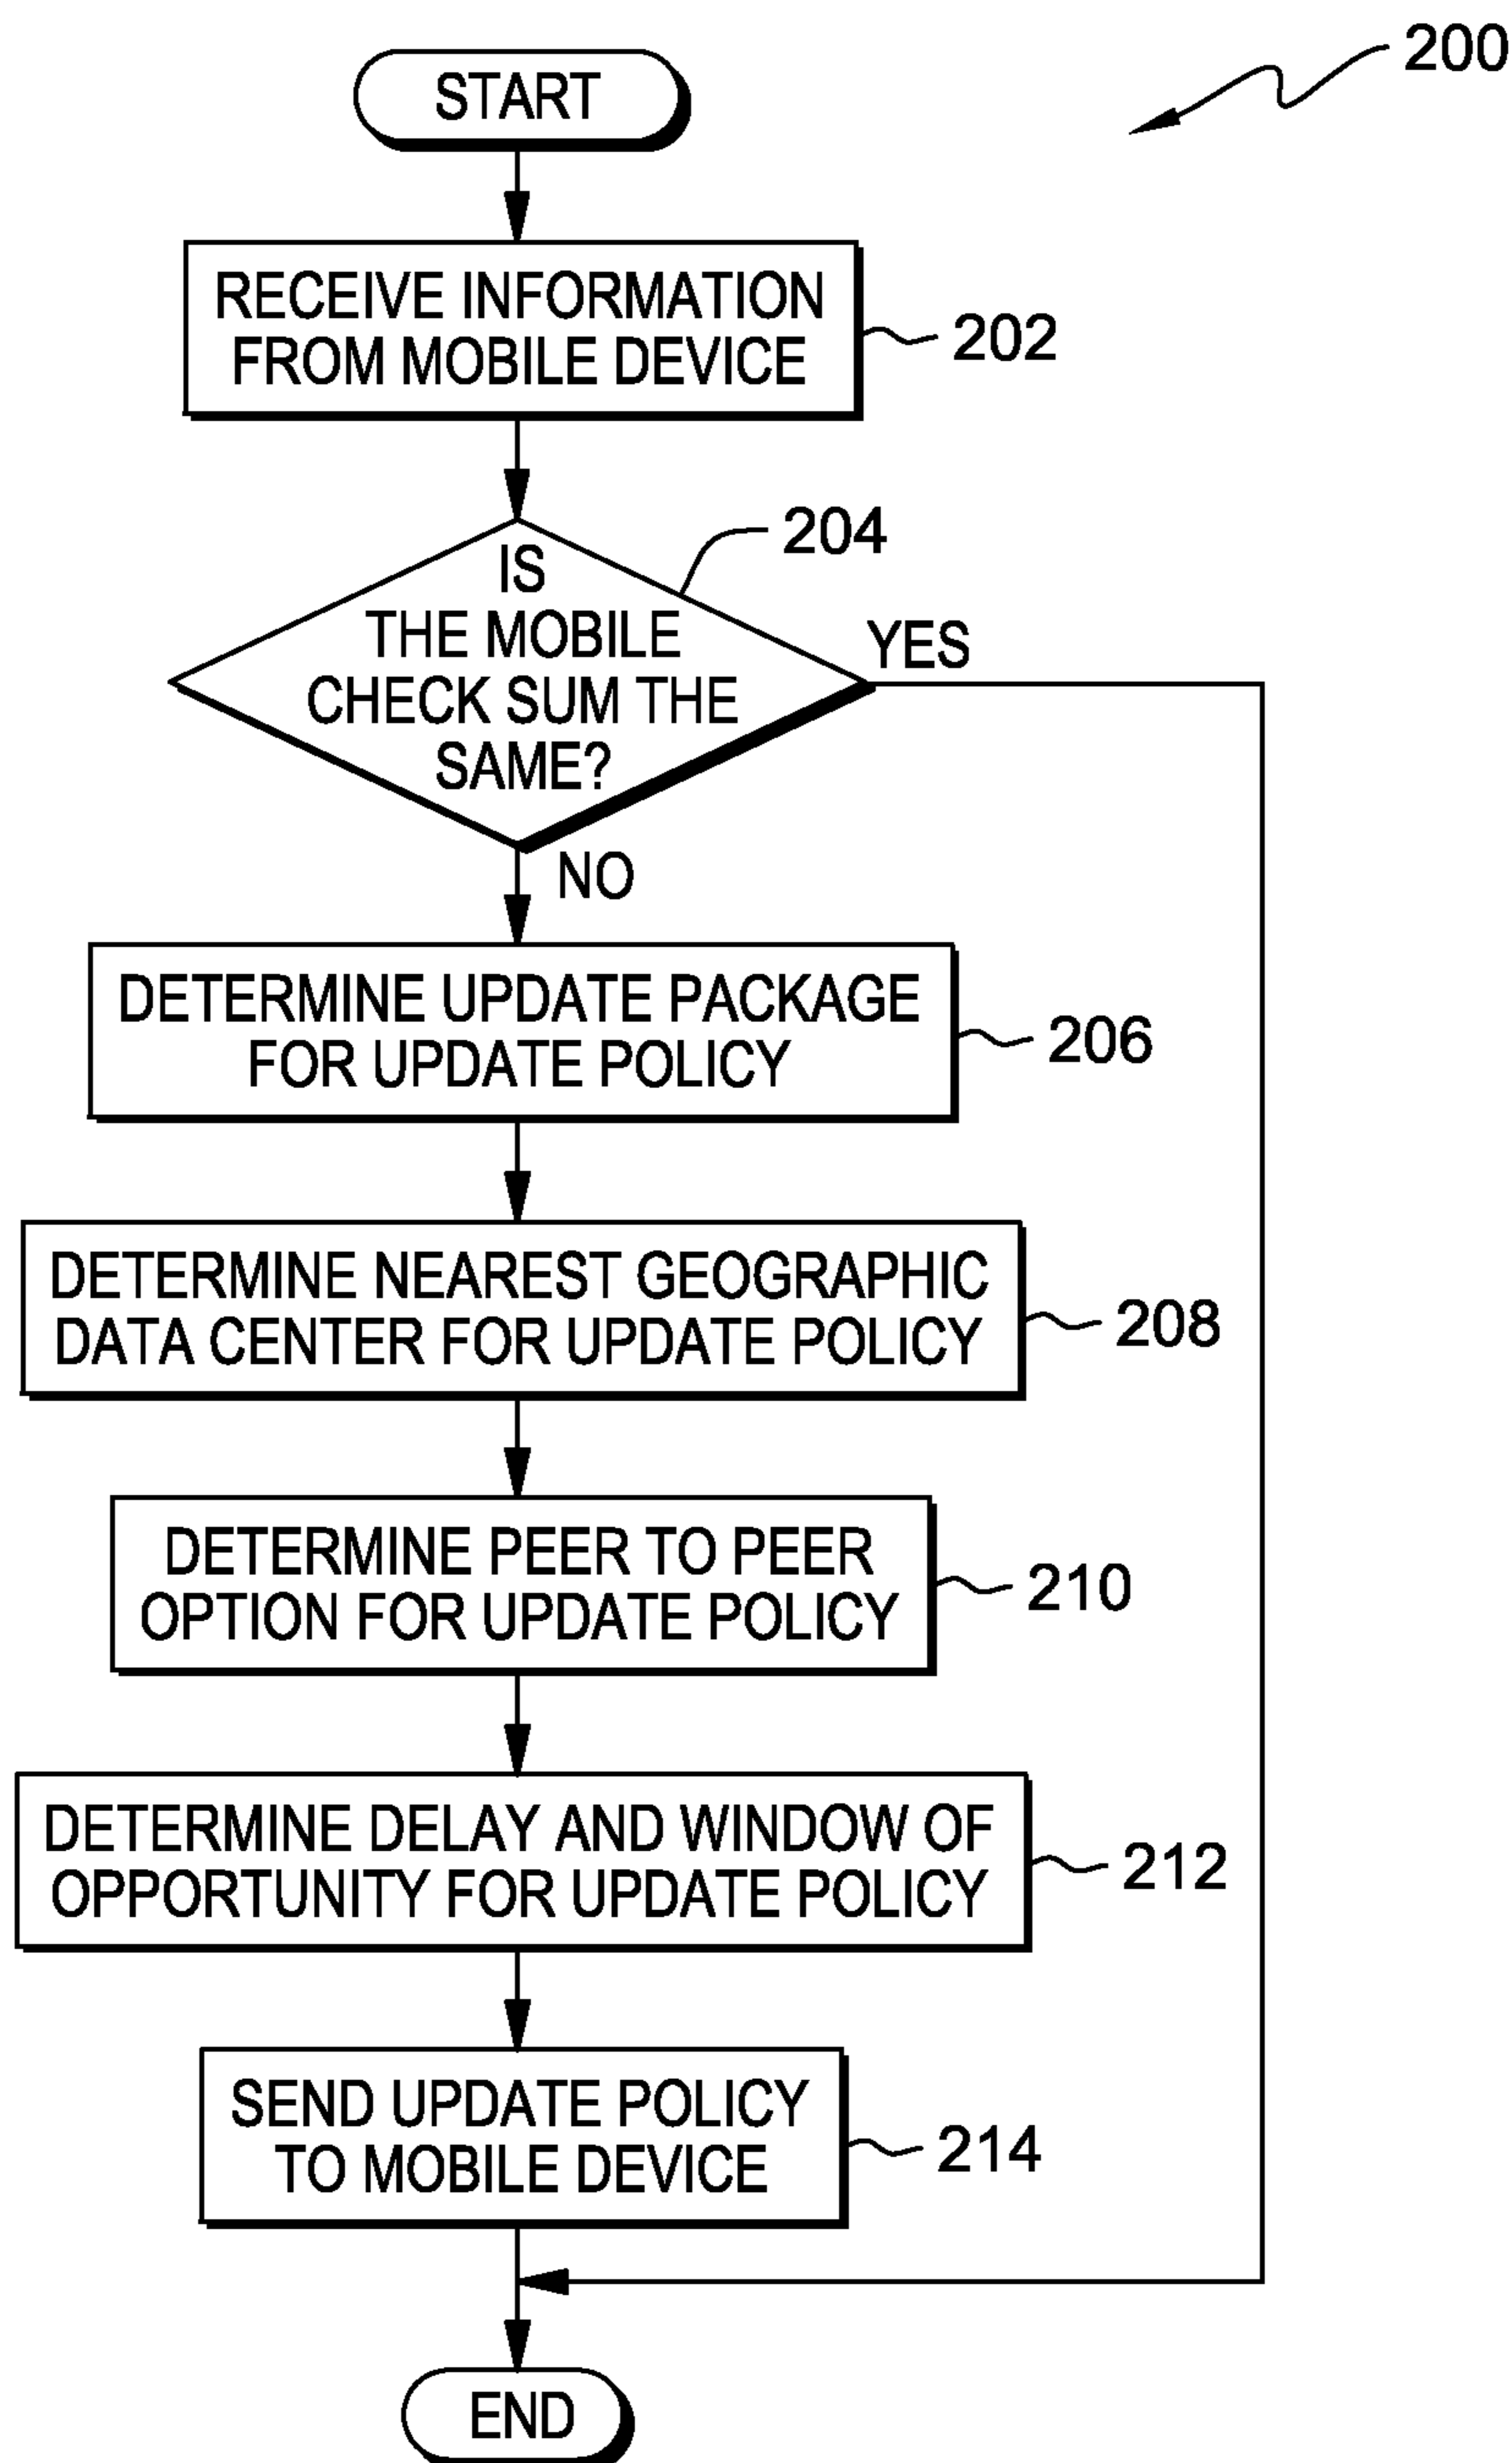 200
START
RECEIVE INFORMATION
FROM MOBILE DEVICE
202
204
IS
THE MOBILE
CHECK SUM THE
SAME?
YES
NO
DETERMINE UPDATE PACKAGE
FOR UPDATE POLICY
206
DETERMINE NEAREST GEOGRAPHIC
DATA CENTER FOR UPDATE POLICY
208
DETERMINE PEER TO PEER
OPTION FOR UPDATE POLICY
210
DETERMINE DELAY AND WINDOW OF
OPPORTUNITY FOR UPDATE POLICY
212
SEND UPDATE POLICY
TO MOBILE DEVICE
214
END